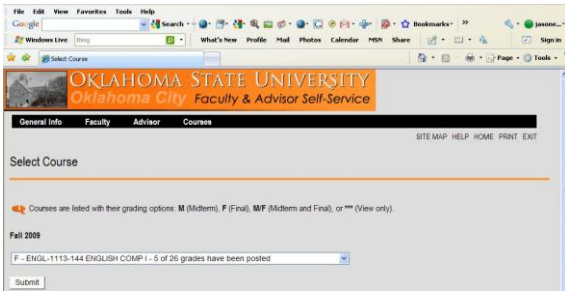 File Edit View Favorites Tools Help
Google Search Bookmarks
Windows Live Bing What's New Profile Mail Photos Calendar MSN Share Sign in
Select Course Page Tools
OKLAHOMA STATE UNIVERSITY
Oklahoma City Faculty & Advisor Self-Service
General Info Faculty Advisor Courses
SITE MAP HELP HOME PRINT EXIT
Select Course
Courses are listed with their grading options: M (Midterm), F (Final), M/F (Midterm and Final), or *** (View only).
Fall 2009
F - ENGL-1113-144 ENGLISH COMP I - 5 of 26 grades have been posted
Submit